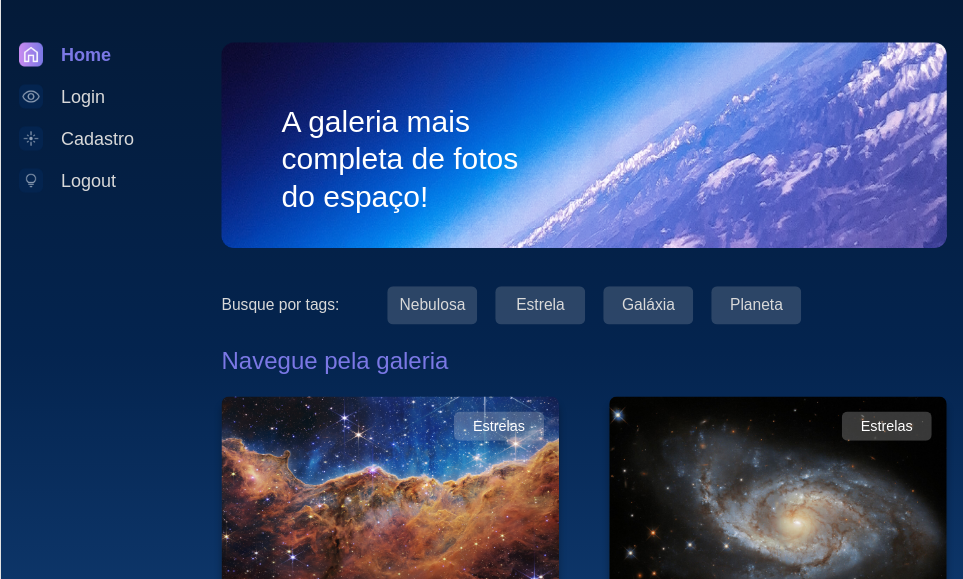 Home
Login
Cadastro
Logout
A galeria mais
completa de fotos
do espaço!
Busque por tags:
Nebulosa
Estrela
Galáxia
Planeta
Navegue pela galeria
Estrelas
Estrelas